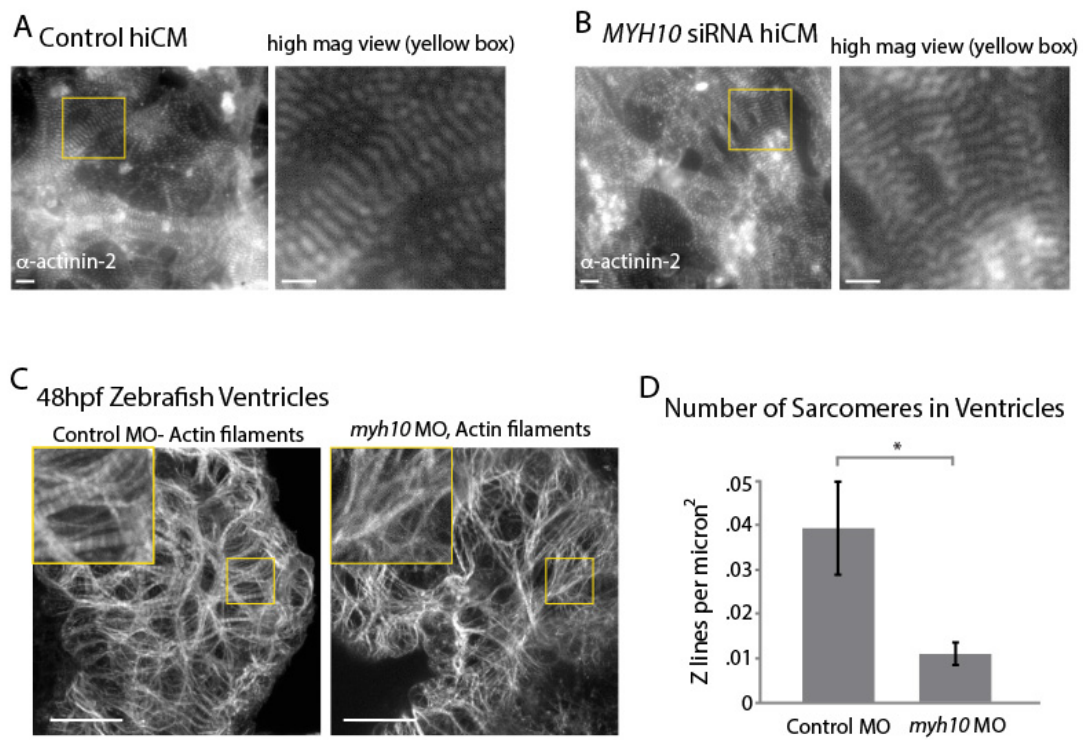 A Control hiCM
high mag view (yellow box)
α-actinin-2
B MYH10 siRNA hiCM
high mag view (yellow box)
α-actinin-2
C 48hpf Zebrafish Ventricles
Control MO- Actin filaments
myh10 MO, Actin filaments
D Number of Sarcomeres in Ventricles
*
Z lines per micron²
.05
.04
.03
.02
.01
0
Control MO
myh10 MO